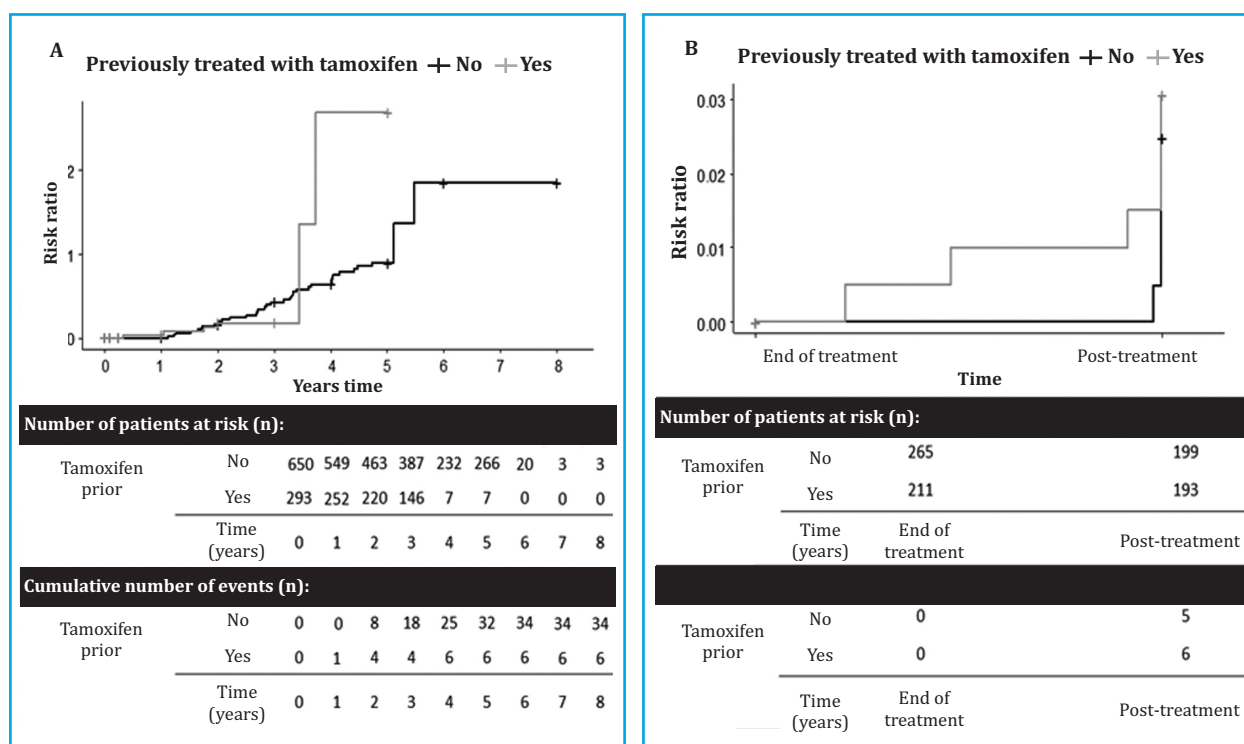 A
Previously treated with tamoxifen No Yes
Risk ratio
2
1
0
0 1 2 3 4 5 6 7 8
Years time
Number of patients at risk (n):
Tamoxifen prior
No 650 549 463 387 232 266 20 3 3
Yes 293 252 220 146 7 7 0 0 0
Time (years) 0 1 2 3 4 5 6 7 8
Cumulative number of events (n):
Tamoxifen prior
No 0 0 8 18 25 32 34 34 34
Yes 0 1 4 4 6 6 6 6 6
Time (years) 0 1 2 3 4 5 6 7 8
B
Previously treated with tamoxifen No Yes
Risk ratio
0.03
0.02
0.01
0.00
End of treatment Post-treatment
Time
Number of patients at risk (n):
Tamoxifen prior
No 265 199
Yes 211 193
Time (years) End of treatment Post-treatment
Tamoxifen prior
No 0 5
Yes 0 6
Time (years) End of treatment Post-treatment